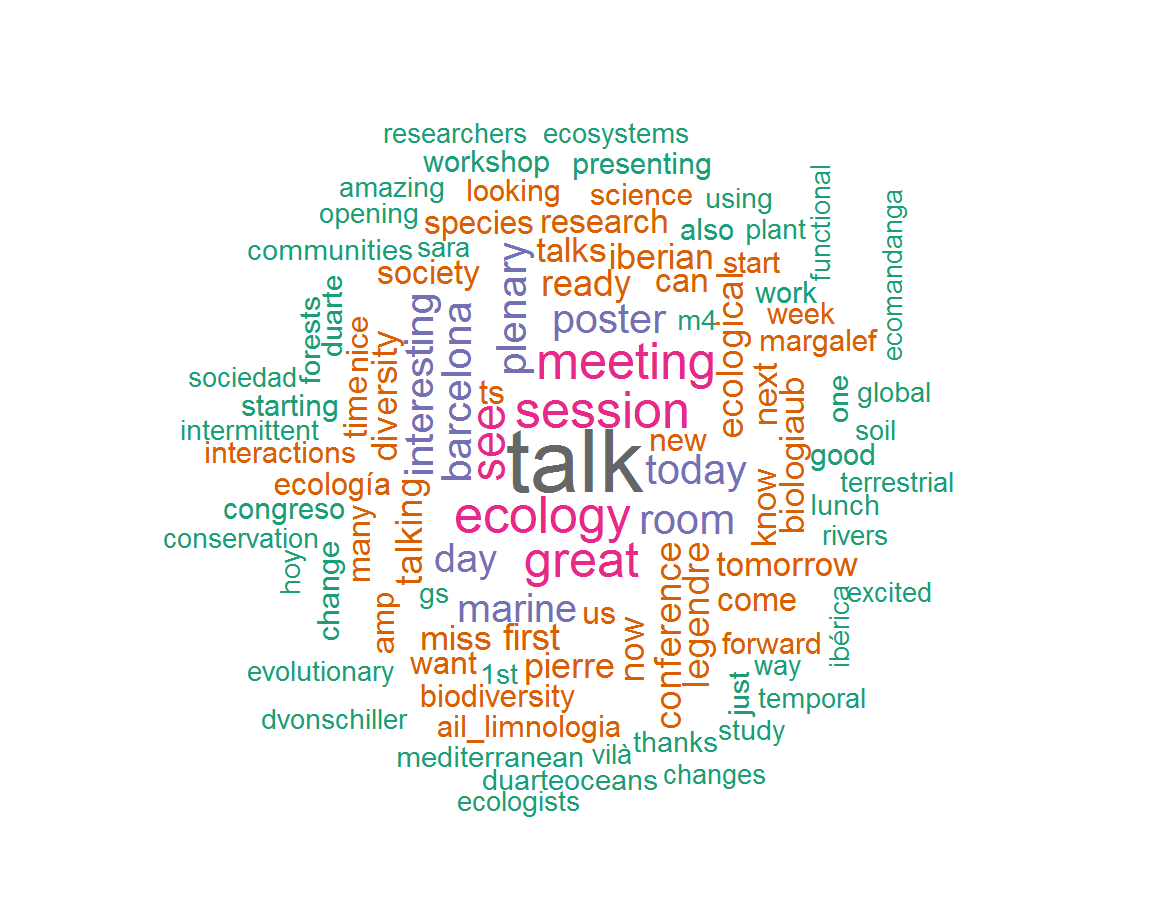 researchers ecosystems
workshop presenting
amazing looking science using
functional
opening species research also plant
ecomandanga
communities sara talks iberian start
plenary
society ready can work
ecological
duarte
forests
interesting
barcelona
poster m4 week
time nice
diversity
margalef
meeting
next
sociedad ts global
one
starting session
see
biologiaub
intermittent new soil
interactions talk today good
know
ecología terrestrial
talking
many
congreso ecology room lunch
conservation rivers
hoy
change
day great tomorrow
conference
legendre
amp
gs marine us come excited
ibérica
now
miss first forward
evolutionary want 1st pierre way
just
biodiversity temporal
dvonschiller ail_limnologia study
mediterranean vilà thanks
duarteoceans changes
ecologists